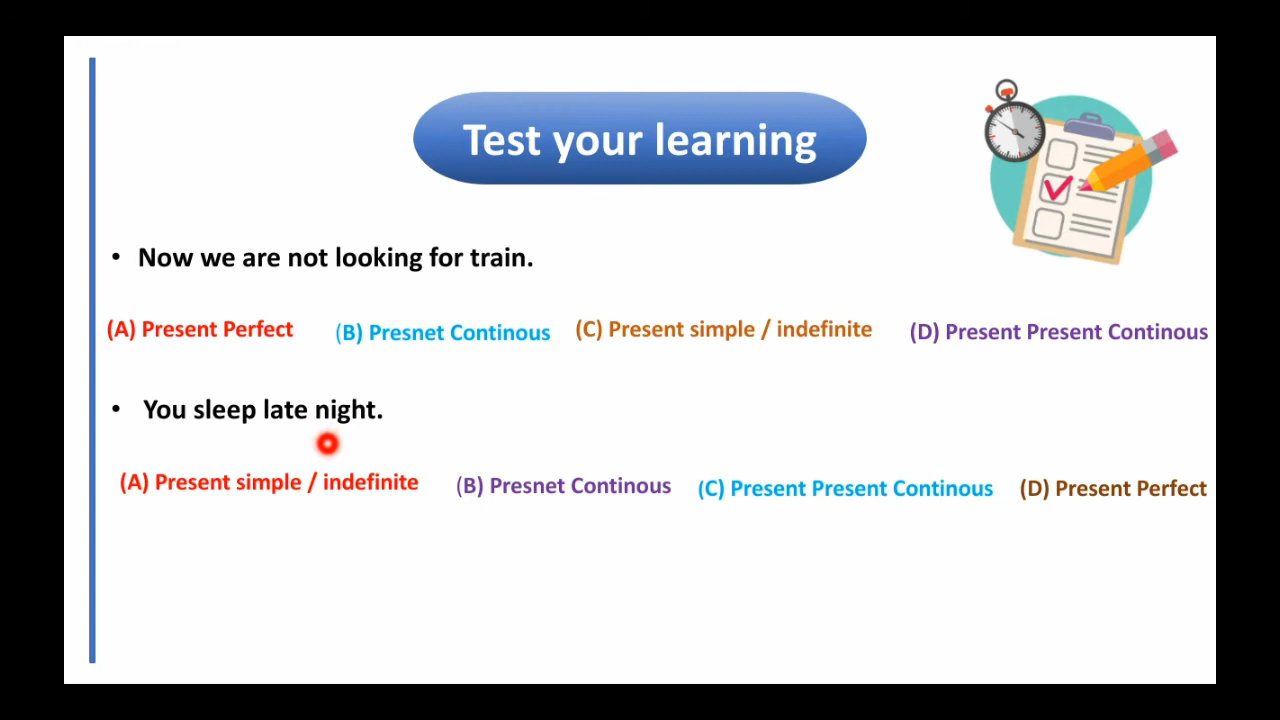 Test your learning
• Now we are not looking for train.
(A) Present Perfect (B) Presnet Continous (C) Present simple / indefinite (D) Present Present Continous
• You sleep late night.
(A) Present simple / indefinite (B) Presnet Continous (C) Present Present Continous (D) Present Perfect